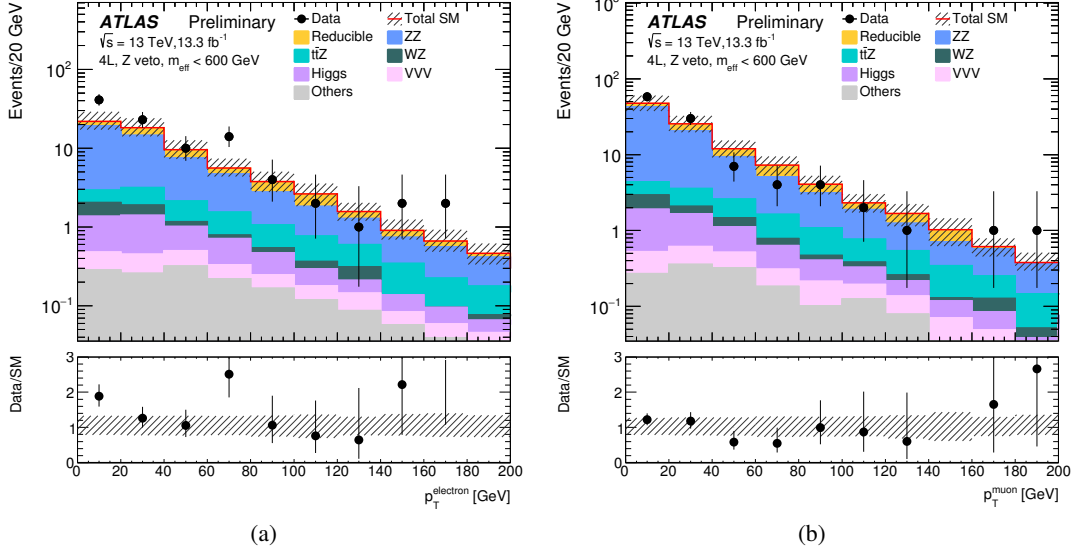 ATLAS Preliminary
√s = 13 TeV,13.3 fb⁻¹
4L, Z veto, m_eff < 600 GeV
Data
Total SM
Reducible
ZZ
tt̄Z
WZ
Higgs
VVV
Others
Events/20 GeV
10²
10
1
10⁻¹
Data/SM
3
2
1
0
0 20 40 60 80 100 120 140 160 180 200
p_T^electron [GeV]
(a)
ATLAS Preliminary
√s = 13 TeV,13.3 fb⁻¹
4L, Z veto, m_eff < 600 GeV
Data
Total SM
Reducible
ZZ
tt̄Z
WZ
Higgs
VVV
Others
Events/20 GeV
10³
10²
10
1
10⁻¹
Data/SM
3
2
1
0
0 20 40 60 80 100 120 140 160 180 200
p_T^muon [GeV]
(b)